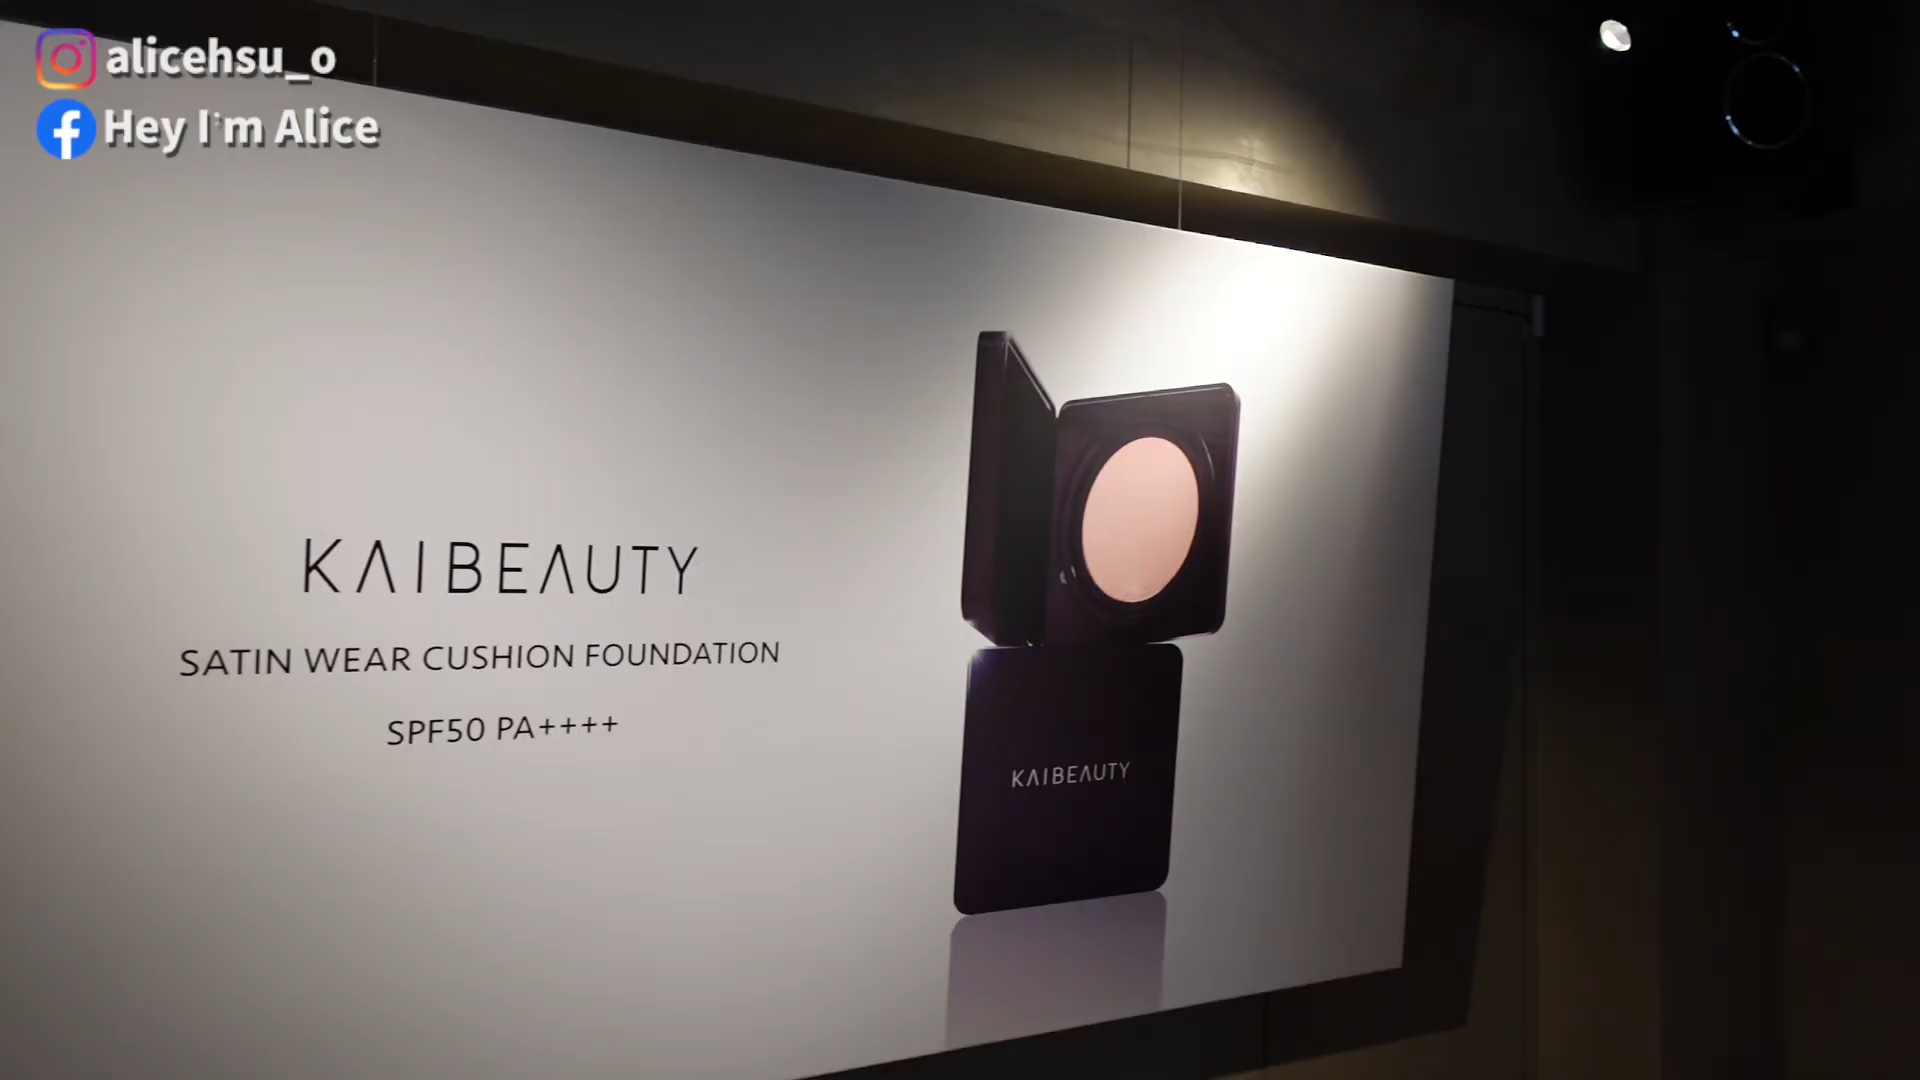 alicehsu_o
Hey I'm Alice
KAIBEAUTY
SATIN WEAR CUSHION FOUNDATION
SPF50 PA++++
KAIBEAUTY